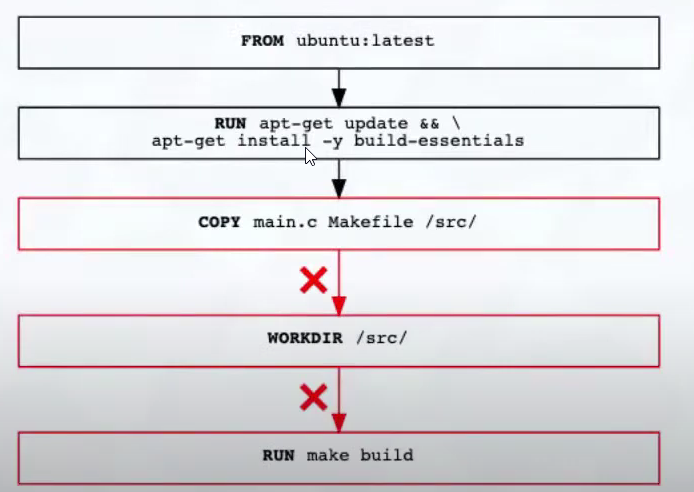 FROM ubuntu:latest
RUN apt-get update && \
apt-get install -y build-essentials
COPY main.c Makefile /src/
WORKDIR /src/
RUN make build